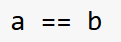 a == b